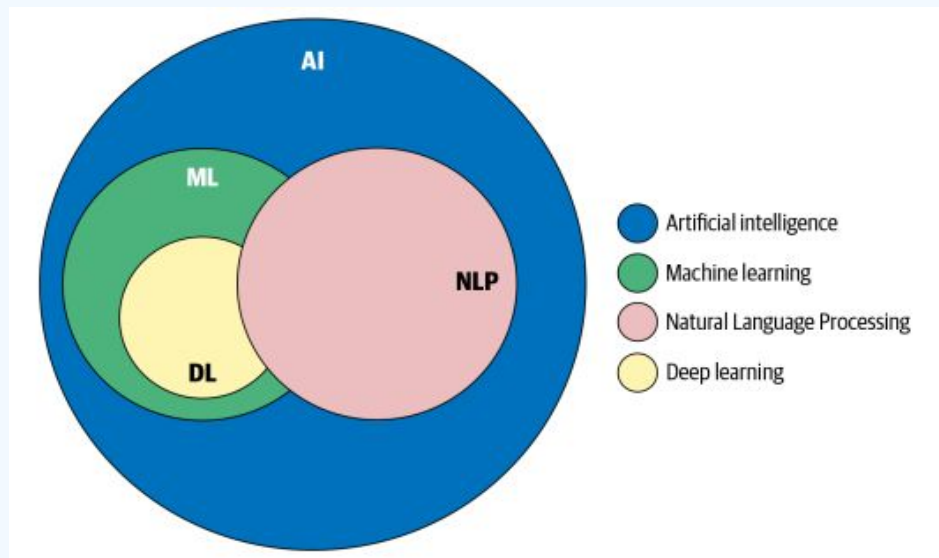 AI
ML
NLP
DL
Artificial intelligence
Machine learning
Natural Language Processing
Deep learning